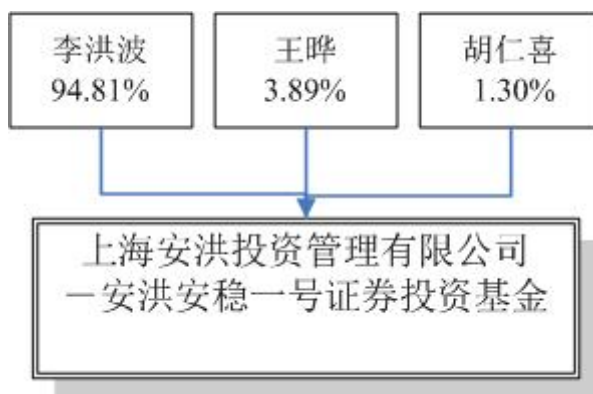 李洪波
94.81%
王晔
3.89%
胡仁喜
1.30%
上海安洪投资管理有限公司
－安洪安稳一号证券投资基金